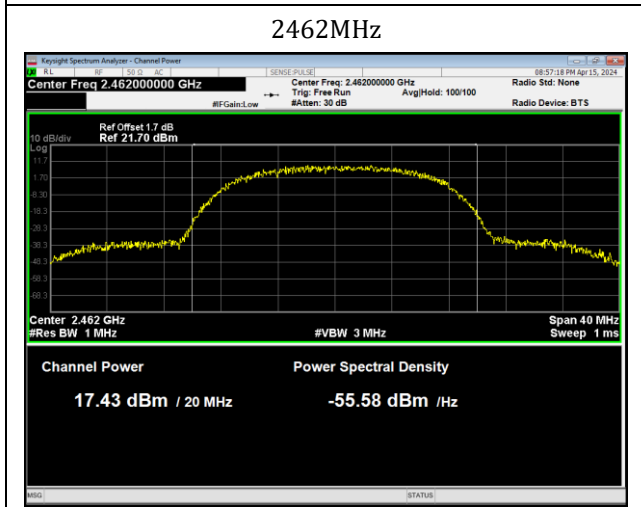 2462MHz
Keysight Spectrum Analyzer - Channel Power
RL RF 50 Ω AC SENSE:PULSE 08:57:18 PM Apr 15, 2024
Center Freq 2.462000000 GHz Center Freq: 2.462000000 GHz Radio Std: None
Trig: Free Run Avg|Hold: 100/100
#IFGain:Low #Atten: 30 dB Radio Device: BTS
Ref Offset 1.7 dB
10 dB/div Ref 21.70 dBm
Log
11.7
1.70
-8.30
-18.3
-28.3
-38.3
-48.3
-58.3
-68.3
Center 2.462 GHz Span 40 MHz
#Res BW 1 MHz #VBW 3 MHz Sweep 1 ms
Channel Power Power Spectral Density
17.43 dBm / 20 MHz -55.58 dBm /Hz
MSG STATUS